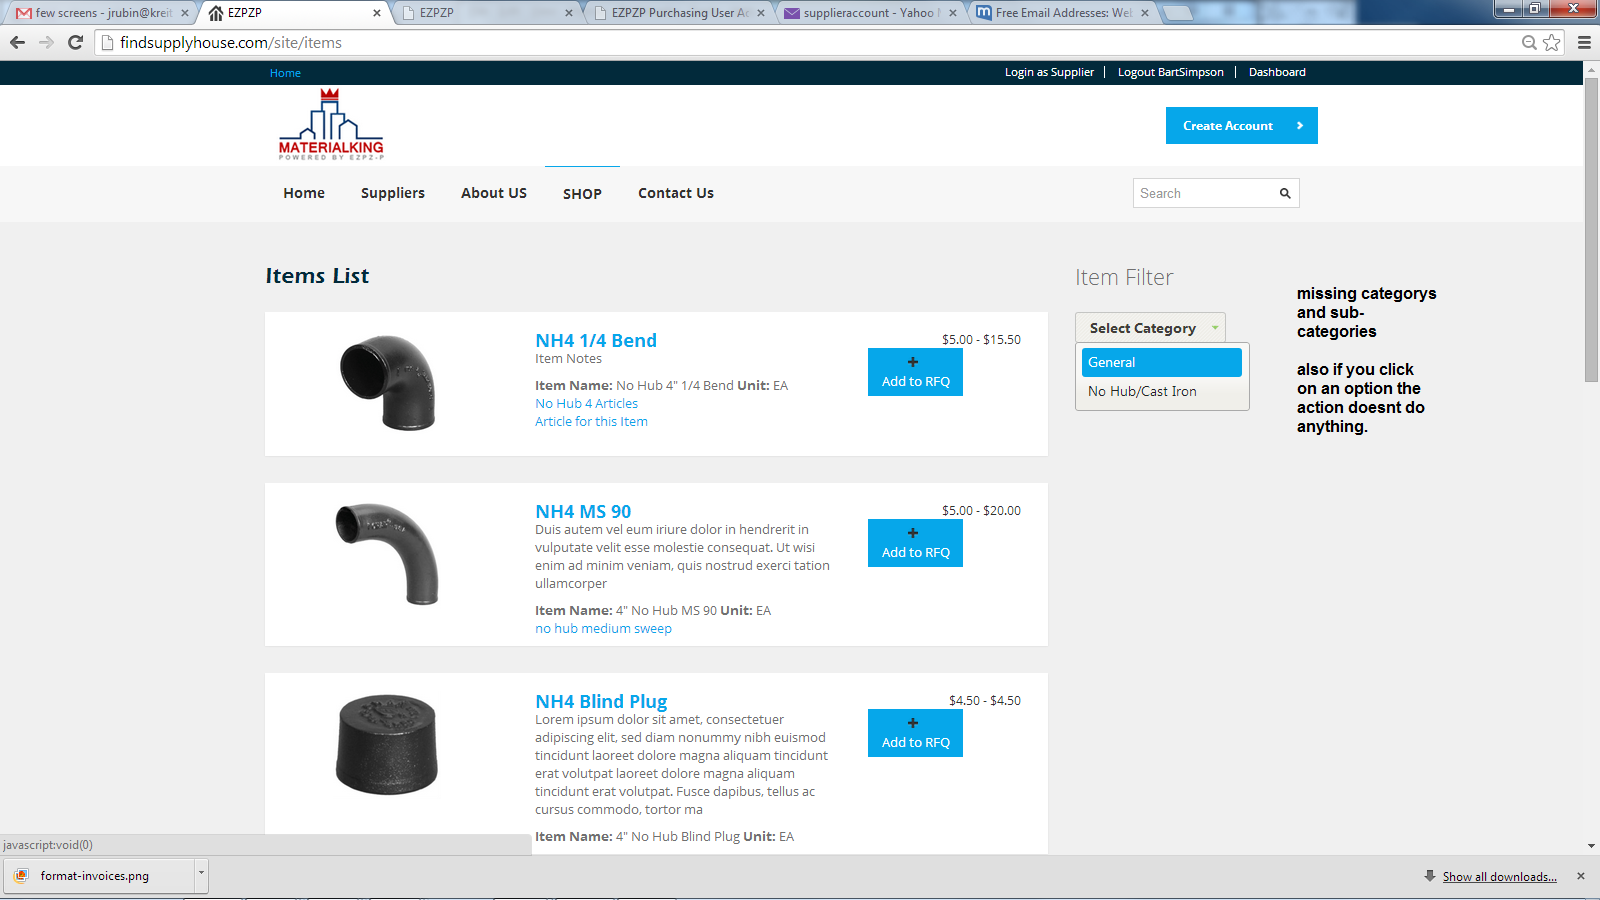 few screens - jrubin@kreit
EZPZP
EZPZP
EZPZP Purchasing User Ad
supplieraccount - Yahoo M
Free Email Addresses: Web
findsupplyhouse.com/site/items
Home
Login as Supplier | Logout BartSimpson | Dashboard
MATERIALKING
POWERED BY EZPZ-P
Create Account
Home
Suppliers
About US
SHOP
Contact Us
Search
Items List
NH4 1/4 Bend
Item Notes
Item Name: No Hub 4" 1/4 Bend Unit: EA
No Hub 4 Articles
Article for this Item
$5.00 - $15.50
Add to RFQ
NH4 MS 90
Duis autem vel eum iriure dolor in hendrerit in
vulputate velit esse molestie consequat. Ut wisi
enim ad minim veniam, quis nostrud exerci tation
ullamcorper
Item Name: 4" No Hub MS 90 Unit: EA
no hub medium sweep
$5.00 - $20.00
Add to RFQ
NH4 Blind Plug
Lorem ipsum dolor sit amet, consectetuer
adipiscing elit, sed diam nonummy nibh euismod
tincidunt laoreet dolore magna aliquam tincidunt
erat volutpat laoreet dolore magna aliquam
tincidunt erat volutpat. Fusce dapibus, tellus ac
cursus commodo, tortor ma
Item Name: 4" No Hub Blind Plug Unit: EA
$4.50 - $4.50
Add to RFQ
Item Filter
Select Category
General
No Hub/Cast Iron
missing categorys
and sub-
categories
also if you click
on an option the
action doesnt do
anything.
javascript:void(0)
format-invoices.png
Show all downloads...